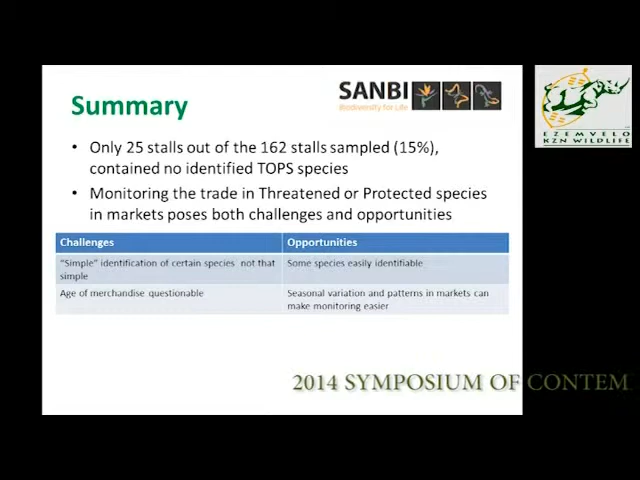 SANBI
Biodiversity for Life
EZEMVELO
KZN WILDLIFE
Summary
• Only 25 stalls out of the 162 stalls sampled (15%),
contained no identified TOPS species
• Monitoring the trade in Threatened or Protected species
in markets poses both challenges and opportunities
Challenges
Opportunities
"Simple" identification of certain species not that
simple
Some species easily identifiable
Age of merchandise questionable
Seasonal variation and patterns in markets can
make monitoring easier
2014 SYMPOSIUM OF CONTEM